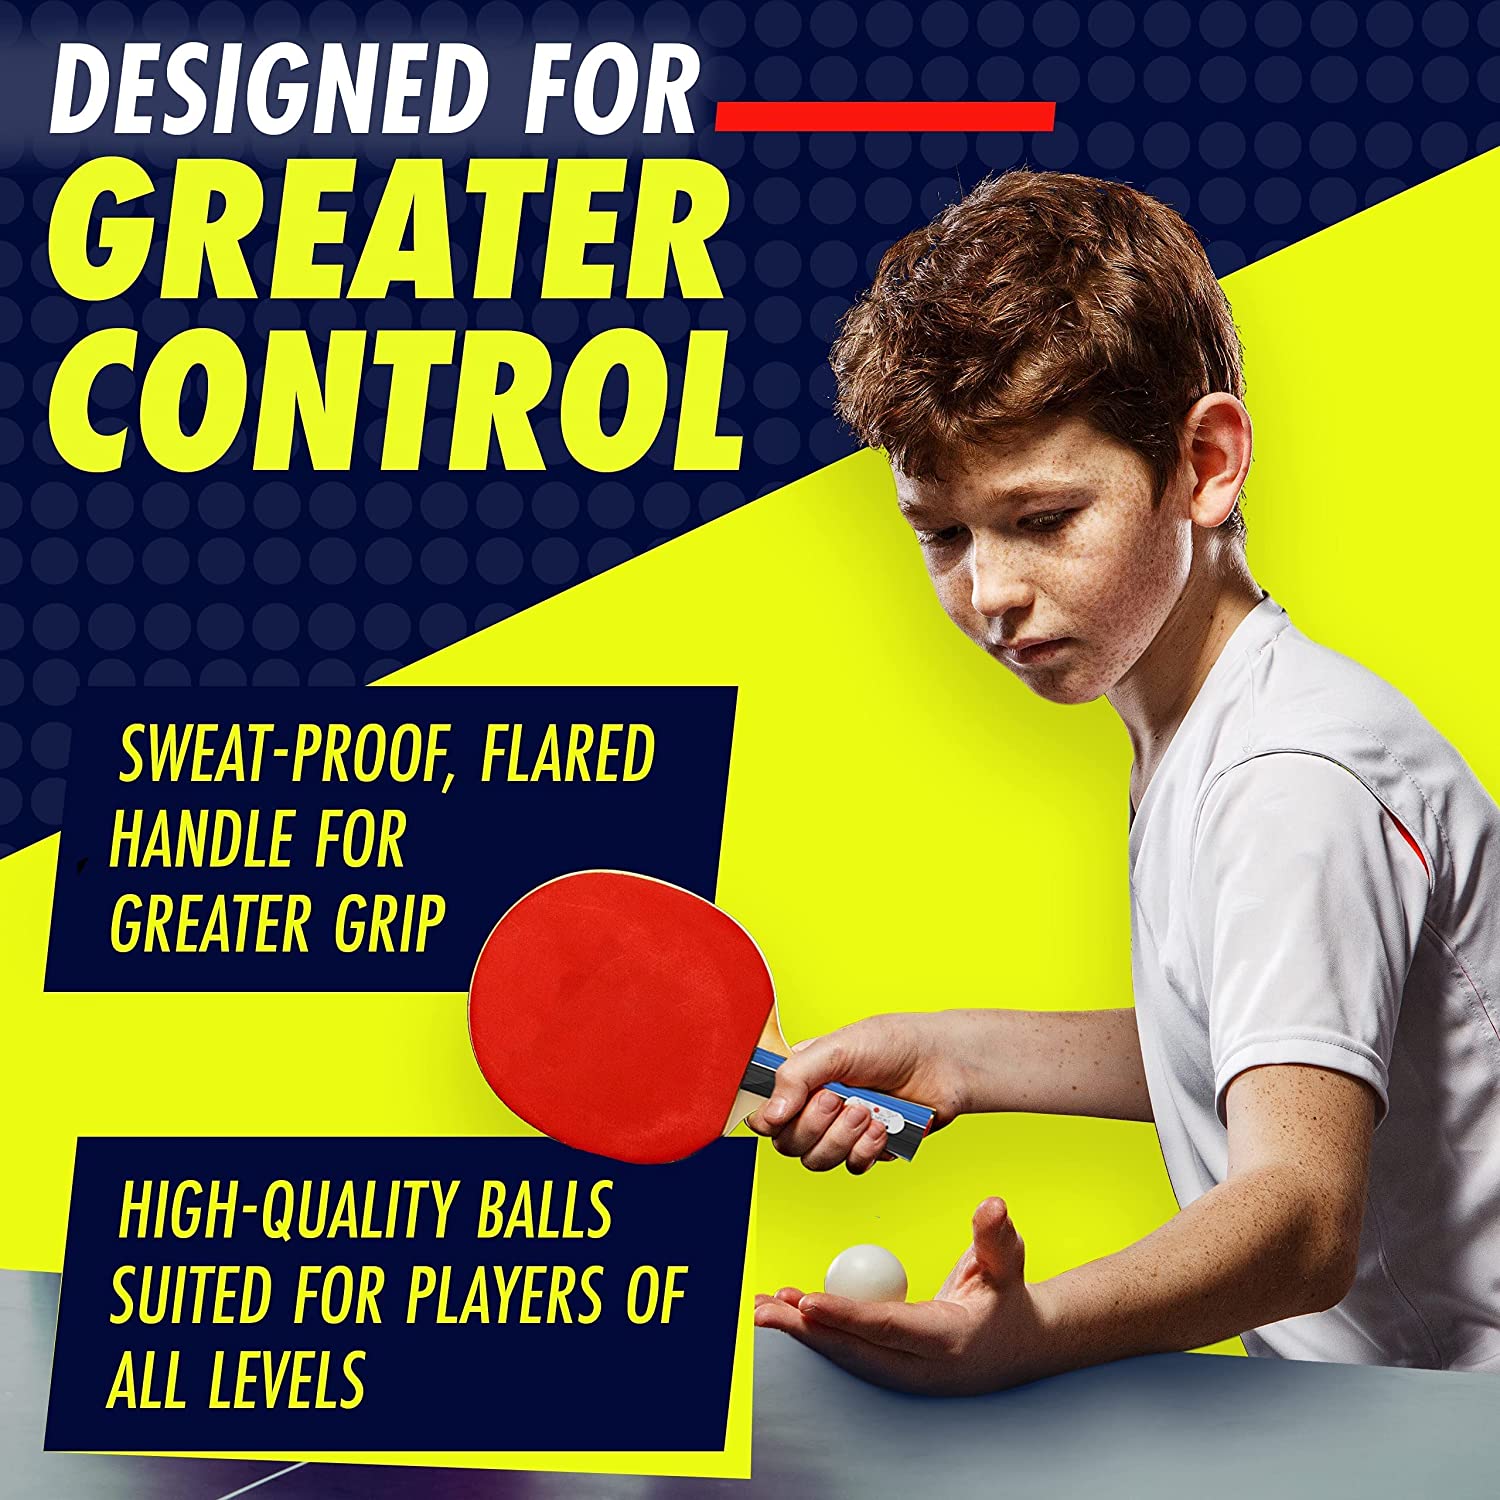 DESIGNED FOR
GREATER
CONTROL
SWEAT-PROOF, FLARED
HANDLE FOR
GREATER GRIP
HIGH-QUALITY BALLS
SUITED FOR PLAYERS OF
ALL LEVELS